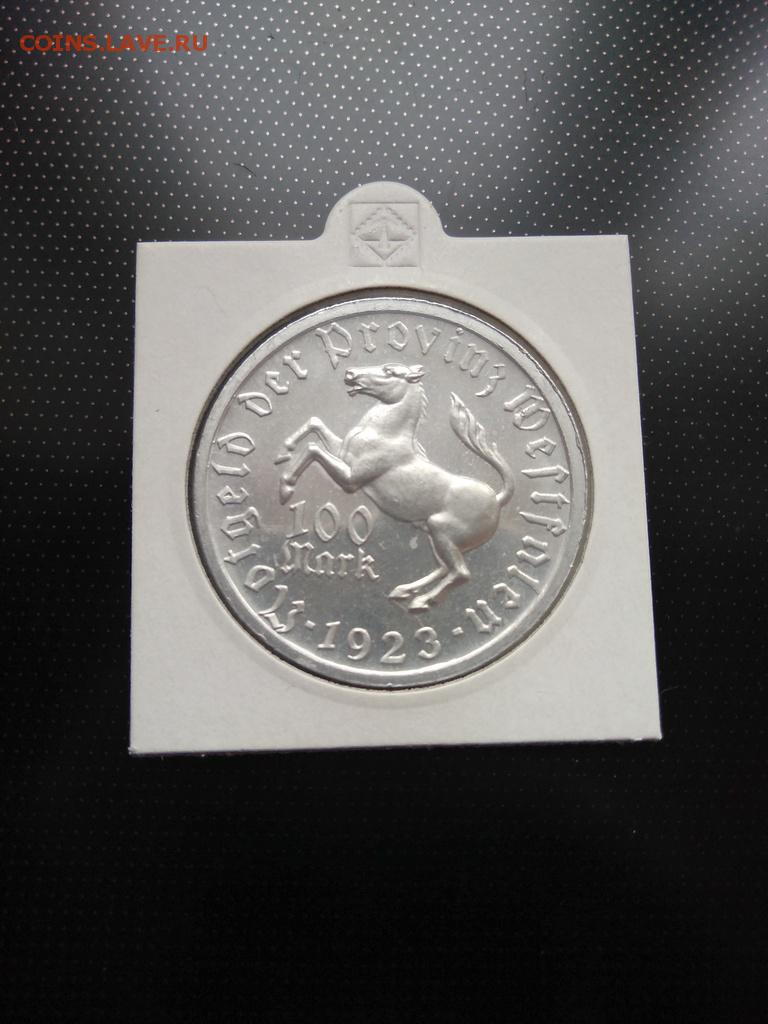 COINS.LAVE.RU
Notgeld der Provinz Westfalen
100
Mark
·1923·